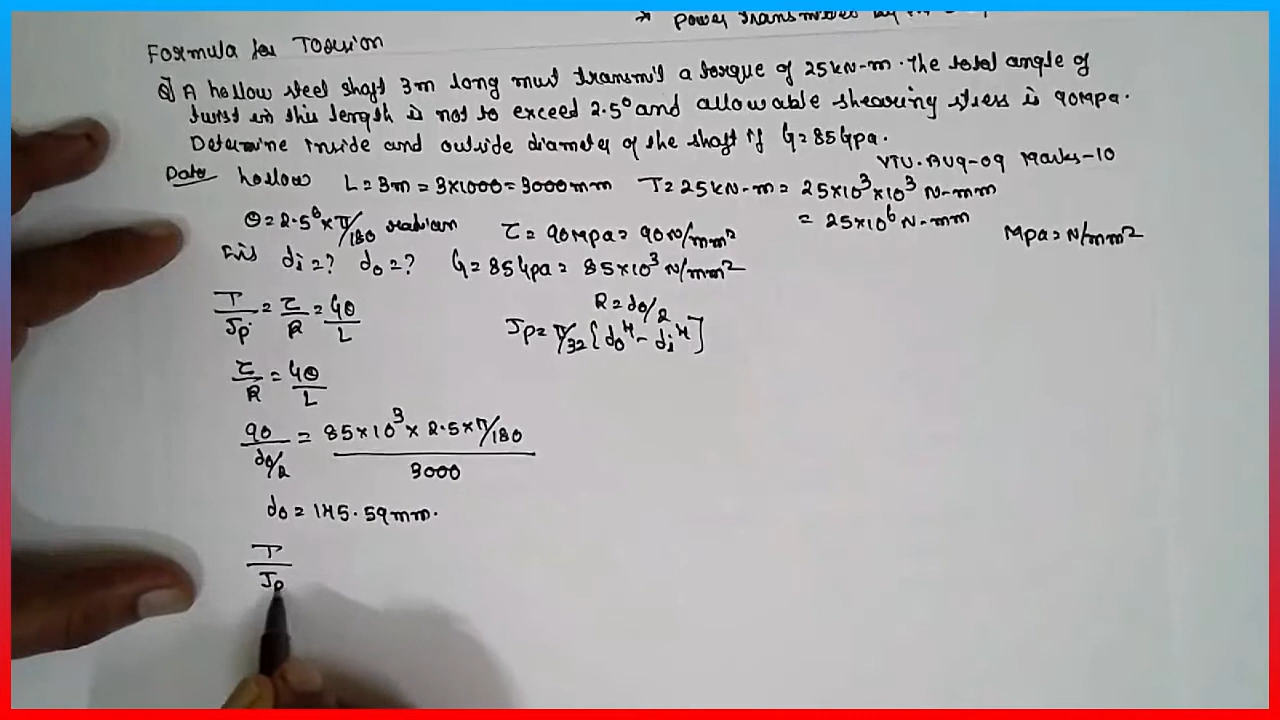 * Power transmitted by
Formula for Torsion
Q] A hollow steel shaft 3m long must transmit a torque of 25kN-m. The total angle of
twist in this length is not to exceed 2.5° and allowable shearing stress is 90Mpa.
Determine inside and outside diameter of the shaft if G=85Gpa.
VTU. AUg-09 Marks-10
Data hollow L=3m=3×1000=3000mm T=25kN-m=25×10³×10³ N-mm
=25×10⁶N-mm
θ=2.5°×π/180 radian τ=90Mpa=90N/mm² Mpa=N/mm²
di=? do=? G=85Gpa=85×10³N/mm²
T/Jp=τ/R=Gθ/L R=do/2
Jp=π/32[do⁴-di⁴]
τ/R=Gθ/L
90/do/2=85×10³×2.5×π/180/3000
do=145.59mm.
T/Jp